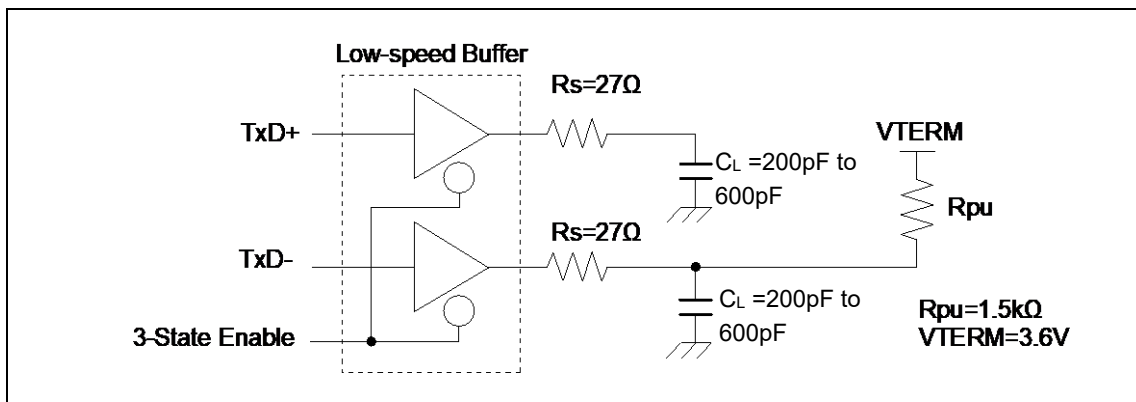 Low-speed Buffer
Rs=27Ω
TxD+
VTERM
CL =200pF to
600pF
Rpu
Rs=27Ω
TxD-
CL =200pF to
600pF
Rpu=1.5kΩ
VTERM=3.6V
3-State Enable